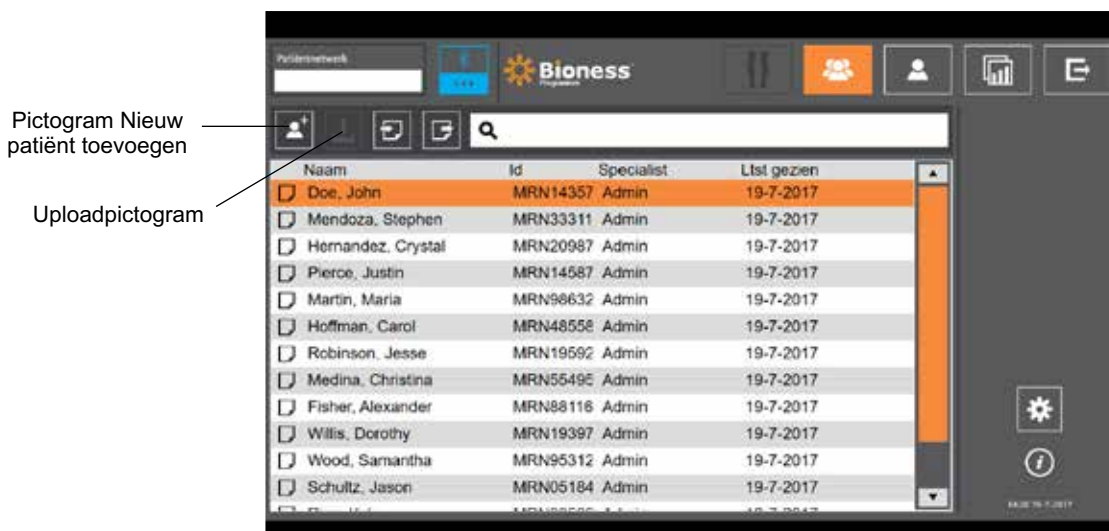 Pictogram Nieuw
patiënt toevoegen
Uploadpictogram
Bioness
Naam Id Specialist Ltst gezien
Doe, John MRN14357 Admin 19-7-2017
Mendoza, Stephen MRN33311 Admin 19-7-2017
Hernandez, Crystal MRN20987 Admin 19-7-2017
Pierce, Justin MRN14587 Admin 19-7-2017
Martin, Maria MRN98632 Admin 19-7-2017
Hoffman, Carol MRN48558 Admin 19-7-2017
Robinson, Jesse MRN19592 Admin 19-7-2017
Medina, Christina MRN55495 Admin 19-7-2017
Fisher, Alexander MRN88116 Admin 19-7-2017
Willis, Dorothy MRN19397 Admin 19-7-2017
Wood, Samantha MRN95312 Admin 19-7-2017
Schultz, Jason MRN05184 Admin 19-7-2017